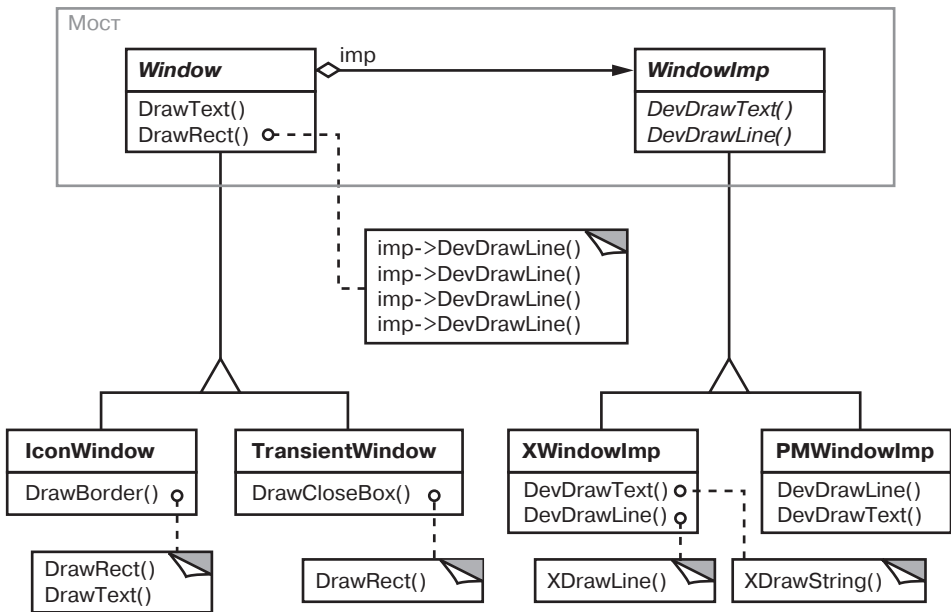 Мост
Window
imp
WindowImp
DrawText()
DrawRect()
DevDrawText()
DevDrawLine()
imp->DevDrawLine()
imp->DevDrawLine()
imp->DevDrawLine()
imp->DevDrawLine()
IconWindow
DrawBorder()
TransientWindow
DrawCloseBox()
XWindowImp
DevDrawText()
DevDrawLine()
PMWindowImp
DevDrawLine()
DevDrawText()
DrawRect()
DrawText()
DrawRect()
XDrawLine()
XDrawString()